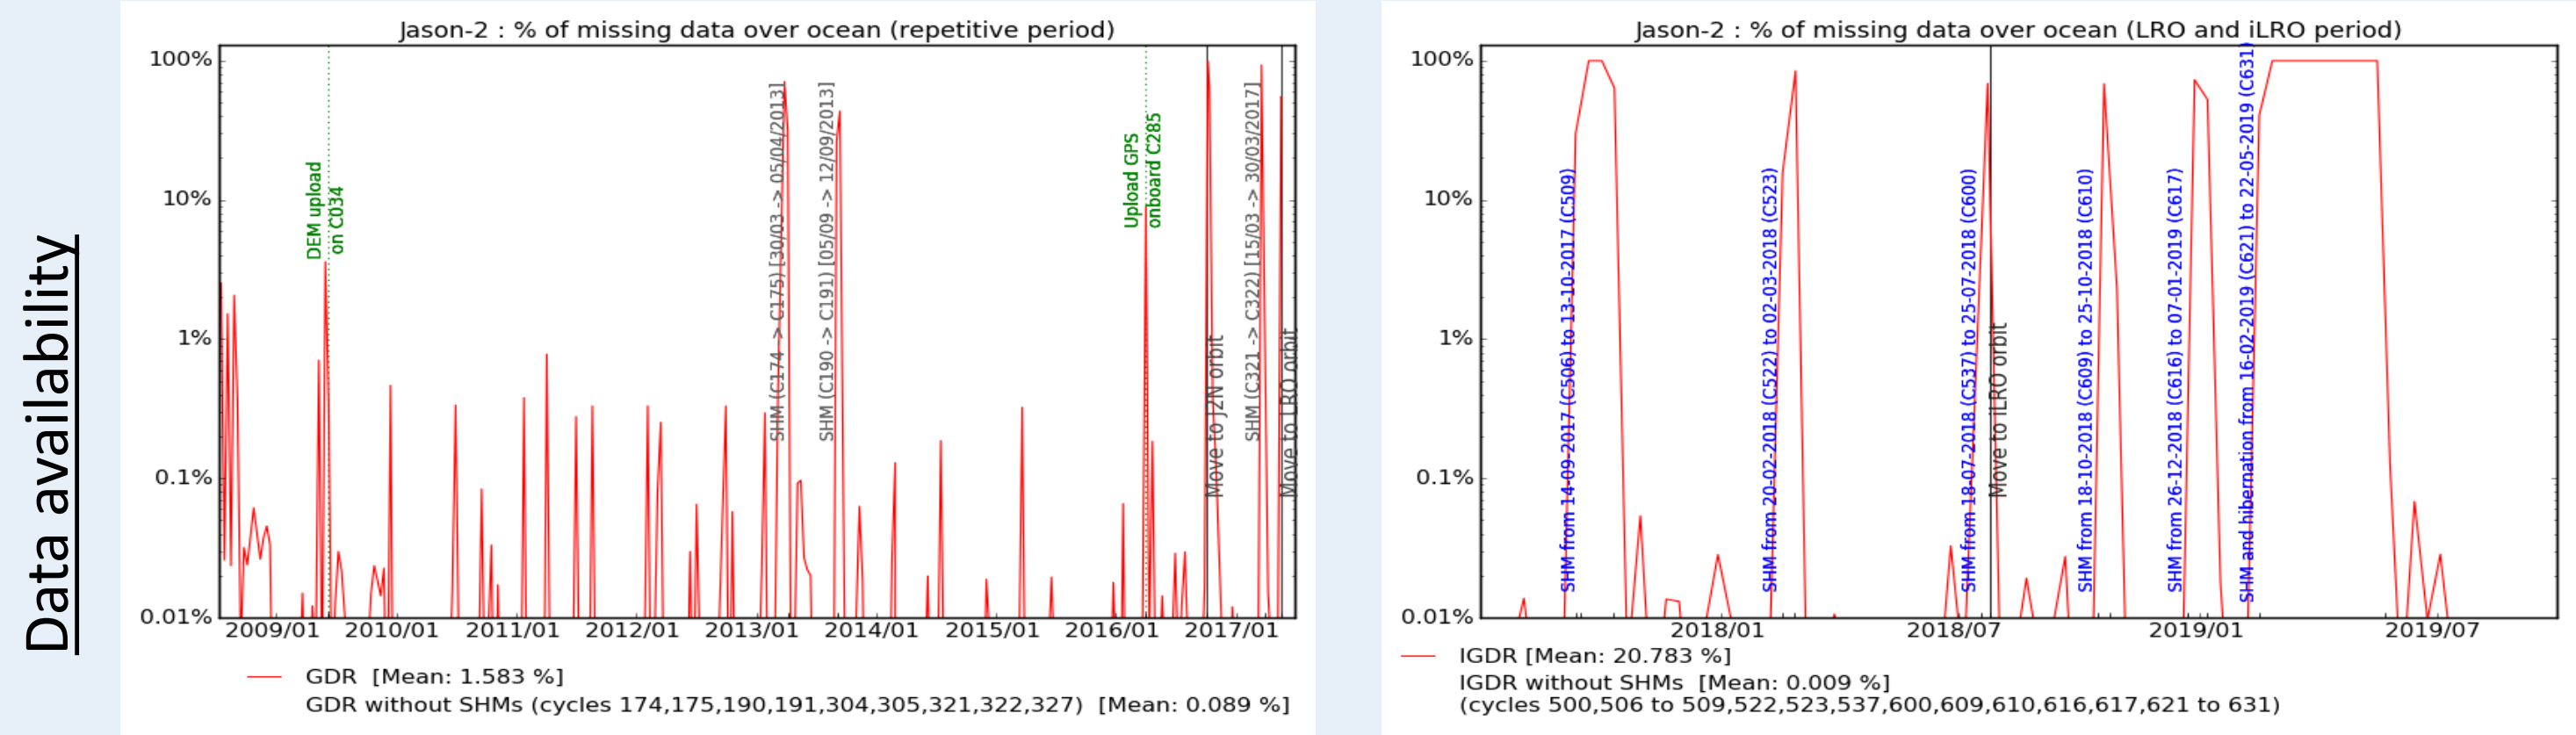 Data availability
Jason-2 : % of missing data over ocean (repetitive period)
100%
10%
1%
0.1%
0.01%
DEM upload
on C034
SHM (C174 -> C175) [30/03 -> 05/04/2013]
SHM (C190 -> C191) [05/09 -> 12/09/2013]
Upload GPS
onboard C285
Move to J2N orbit
SHM (C321 -> C322) [15/03 -> 30/03/2017]
Move to LRO orbit
2009/01 2010/01 2011/01 2012/01 2013/01 2014/01 2015/01 2016/01 2017/01
GDR [Mean: 1.583 %]
GDR without SHMs (cycles 174,175,190,191,304,305,321,322,327) [Mean: 0.089 %]
Jason-2 : % of missing data over ocean (LRO and iLRO period)
100%
10%
1%
0.1%
0.01%
SHM from 14-09-2017 (C506) to 13-10-2017 (C509)
SHM from 20-02-2018 (C522) to 02-03-2018 (C523)
SHM from 18-07-2018 (C537) to 25-07-2018 (C600)
Move to iLRO orbit
SHM from 18-10-2018 (C609) to 25-10-2018 (C610)
SHM from 26-12-2018 (C616) to 07-01-2019 (C617)
SHM and hibernation from 16-02-2019 (C621) to 22-05-2019 (C631)
2018/01 2018/07 2019/01 2019/07
IGDR [Mean: 20.783 %]
IGDR without SHMs [Mean: 0.009 %]
(cycles 500,506 to 509,522,523,537,600,609,610,616,617,621 to 631)